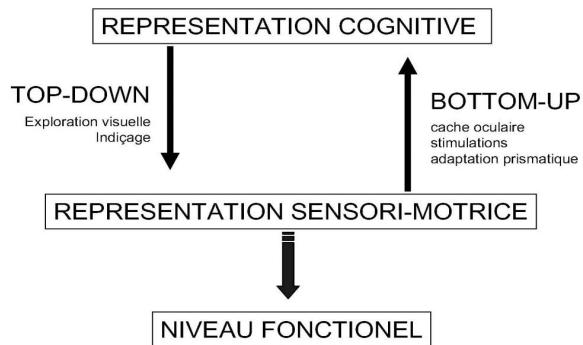 REPRESENTATION COGNITIVE
TOP-DOWN
Exploration visuelle
Indiçage
BOTTOM-UP
cache oculaire
stimulations
adaptation prismatique
REPRESENTATION SENSORI-MOTRICE
NIVEAU FONCTIONEL